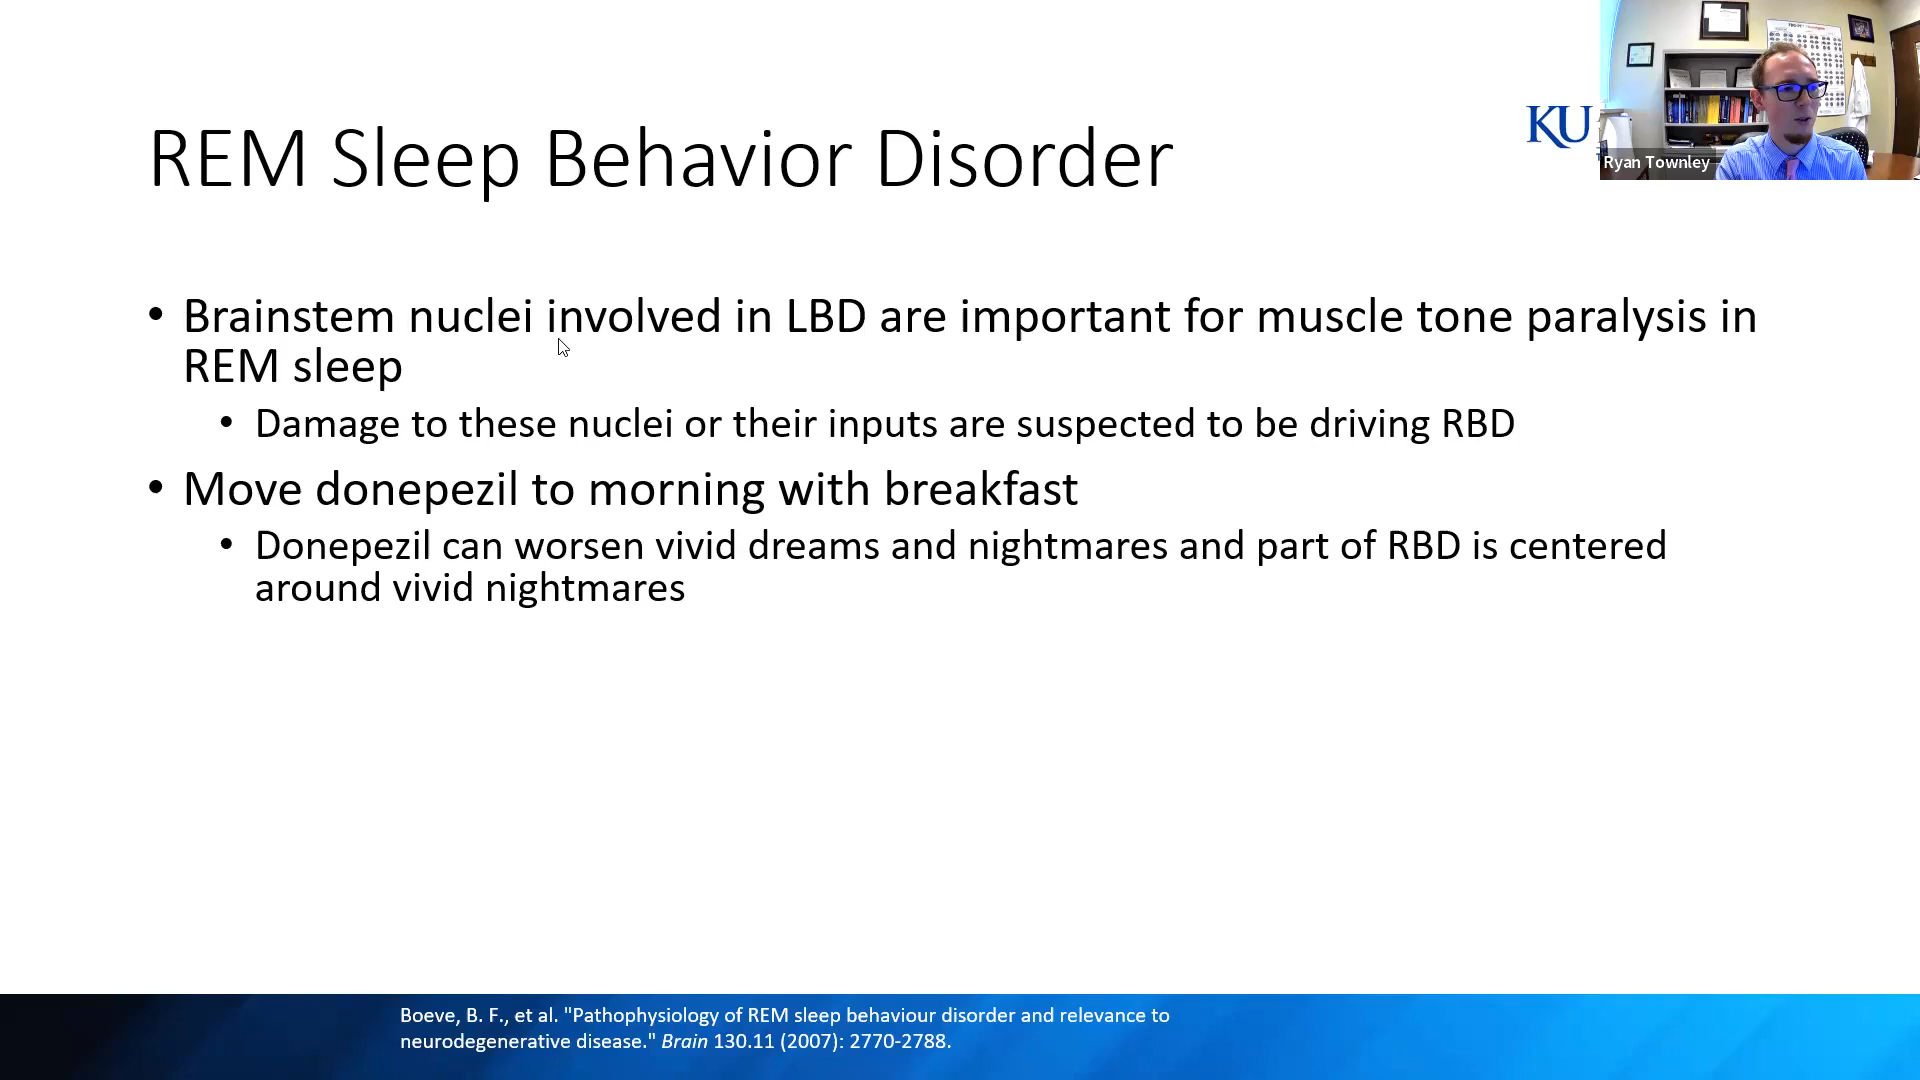 REM Sleep Behavior Disorder
KU
Ryan Townley
• Brainstem nuclei involved in LBD are important for muscle tone paralysis in
REM sleep
• Damage to these nuclei or their inputs are suspected to be driving RBD
• Move donepezil to morning with breakfast
• Donepezil can worsen vivid dreams and nightmares and part of RBD is centered
around vivid nightmares
Boeve, B. F., et al. "Pathophysiology of REM sleep behaviour disorder and relevance to
neurodegenerative disease." Brain 130.11 (2007): 2770-2788.